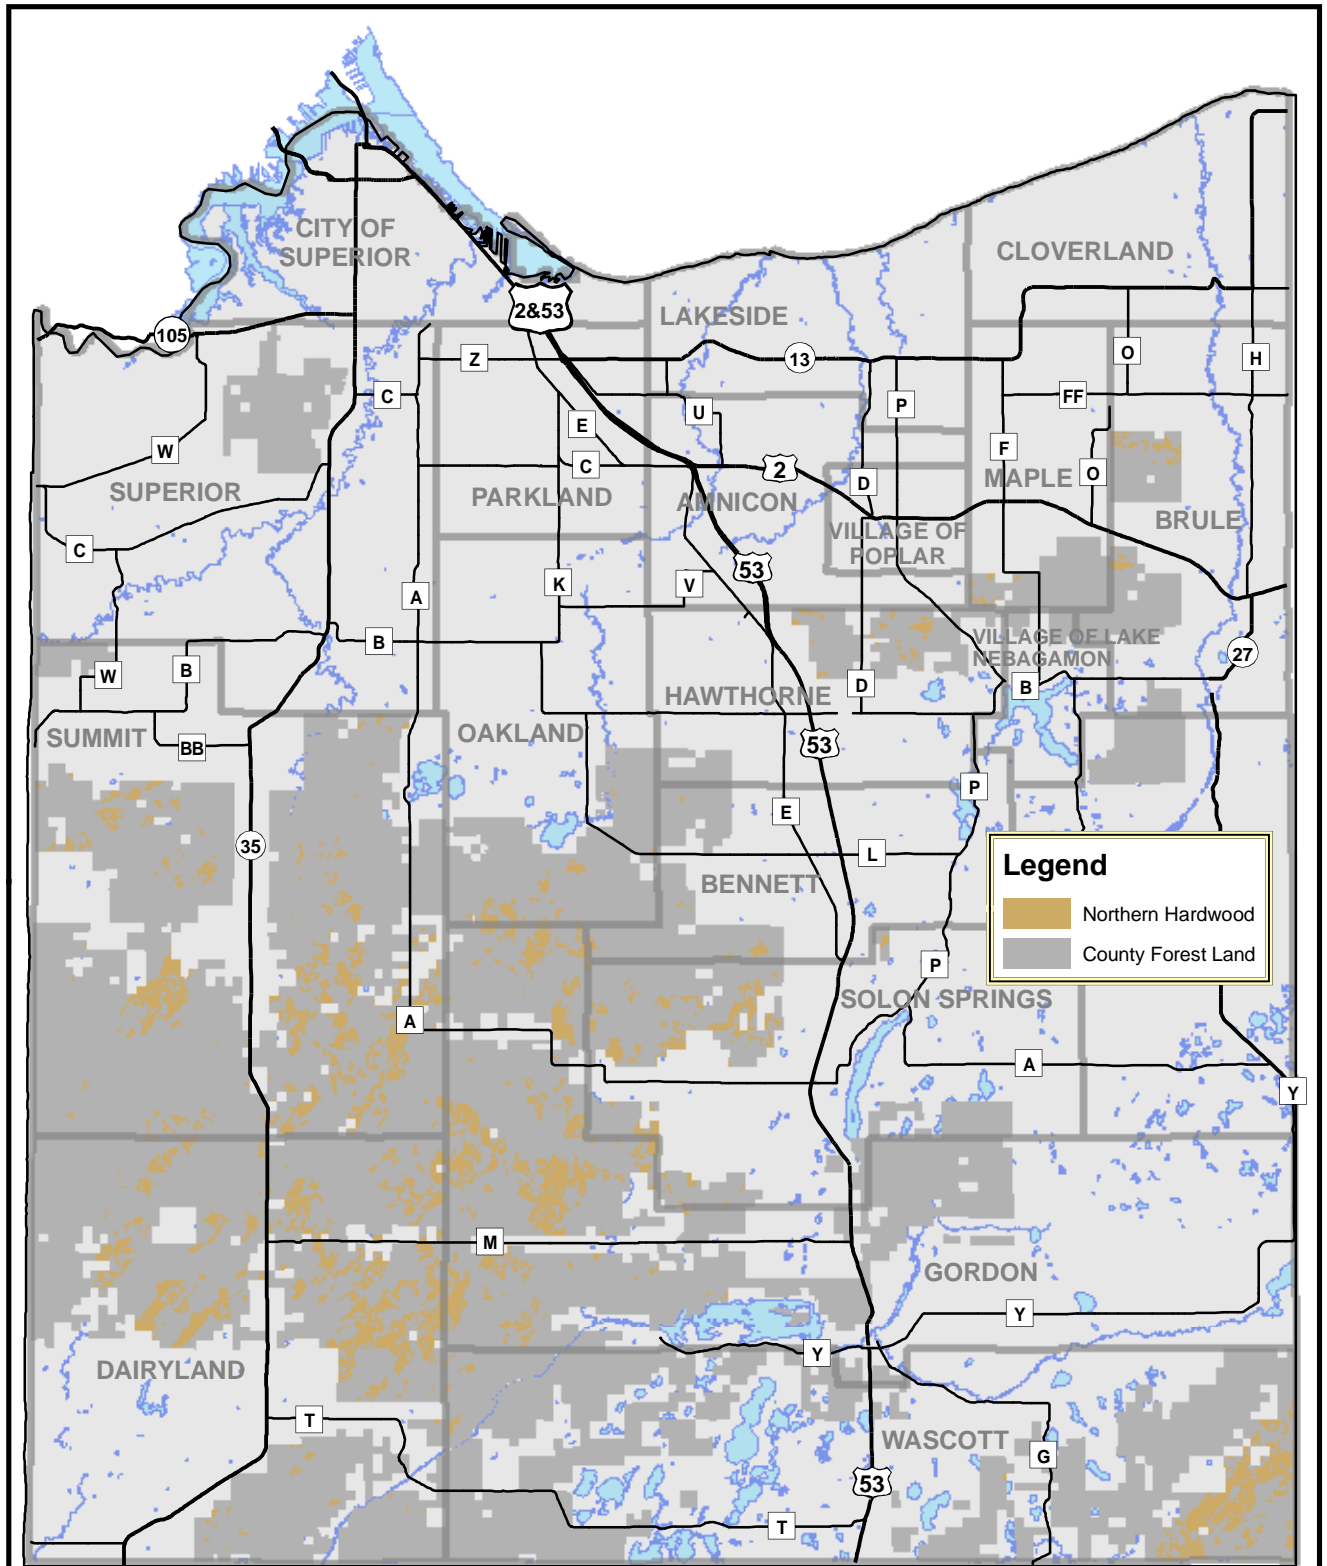 CITY OF
SUPERIOR
CLOVERLAND
2&53
LAKESIDE
105
13
Z
O
H
C
FF
P
U
E
F
W
C
2
D
MAPLE
O
SUPERIOR
PARKLAND
AMNICON
BRULE
VILLAGE OF
POPLAR
C
53
K
V
A
B
VILLAGE OF LAKE
NEBAGAMON
27
W
B
D
B
HAWTHORNE
SUMMIT
BB
OAKLAND
53
P
E
35
L
BENNETT
Legend
Northern Hardwood
County Forest Land
P
SOLON SPRINGS
A
A
Y
M
GORDON
Y
Y
DAIRYLAND
T
WASCOTT
G
53
T